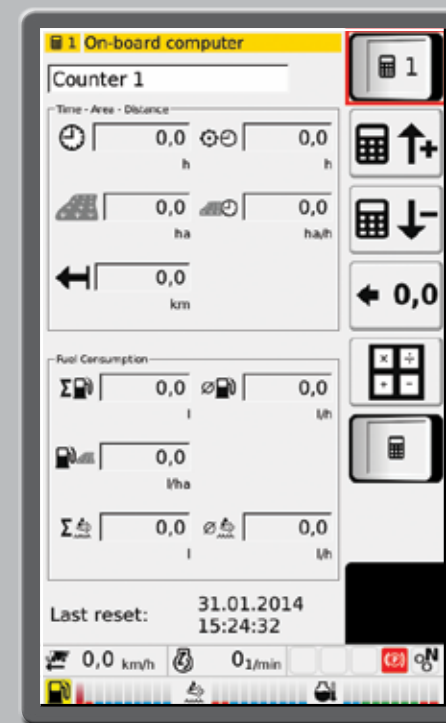 1 On-board computer
1
Counter 1
Time - Area - Distance
0,0 0,0
h h
0,0 0,0
ha ha/h
0,0
km
0,0
Fuel Consumption
0,0 0,0
l l/h
0,0
l/ha
Σ 0,0 ø 0,0
l l/h
Last reset: 31.01.2014
15:24:32
0,0 km/h 0 1/min (P) N